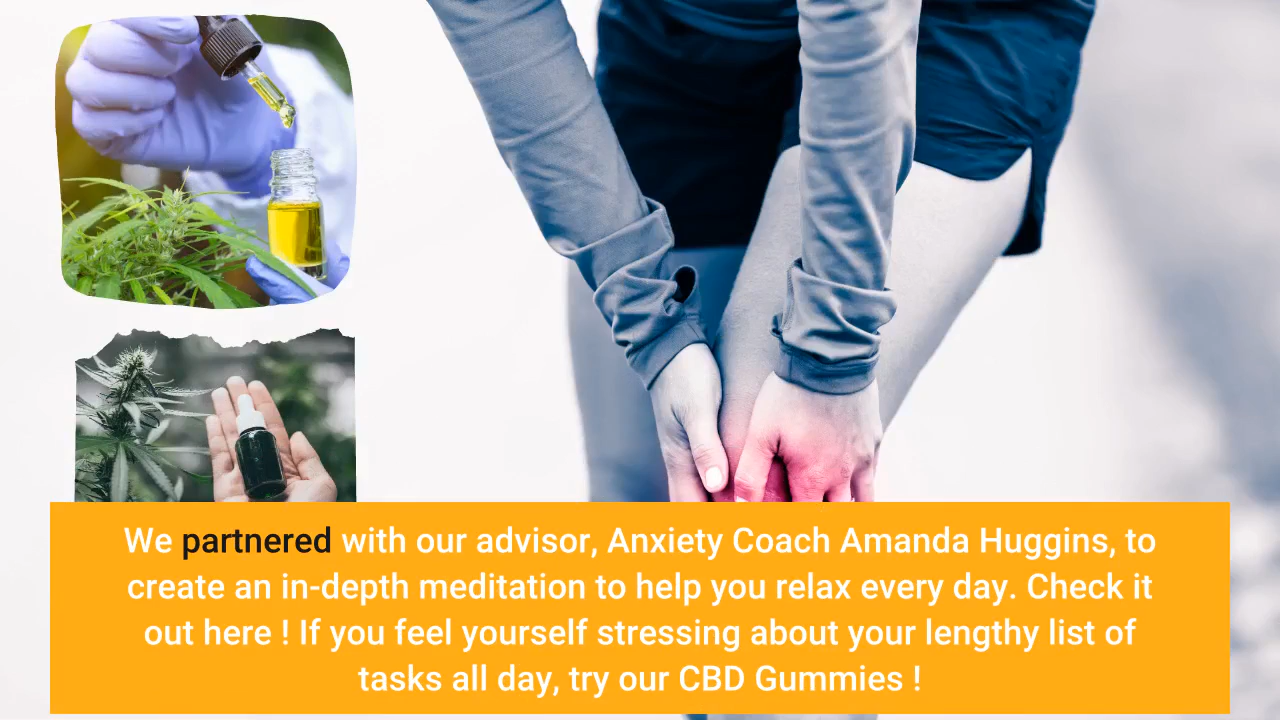 We partnered with our advisor, Anxiety Coach Amanda Huggins, to
create an in-depth meditation to help you relax every day. Check it
out here ! If you feel yourself stressing about your lengthy list of
tasks all day, try our CBD Gummies !